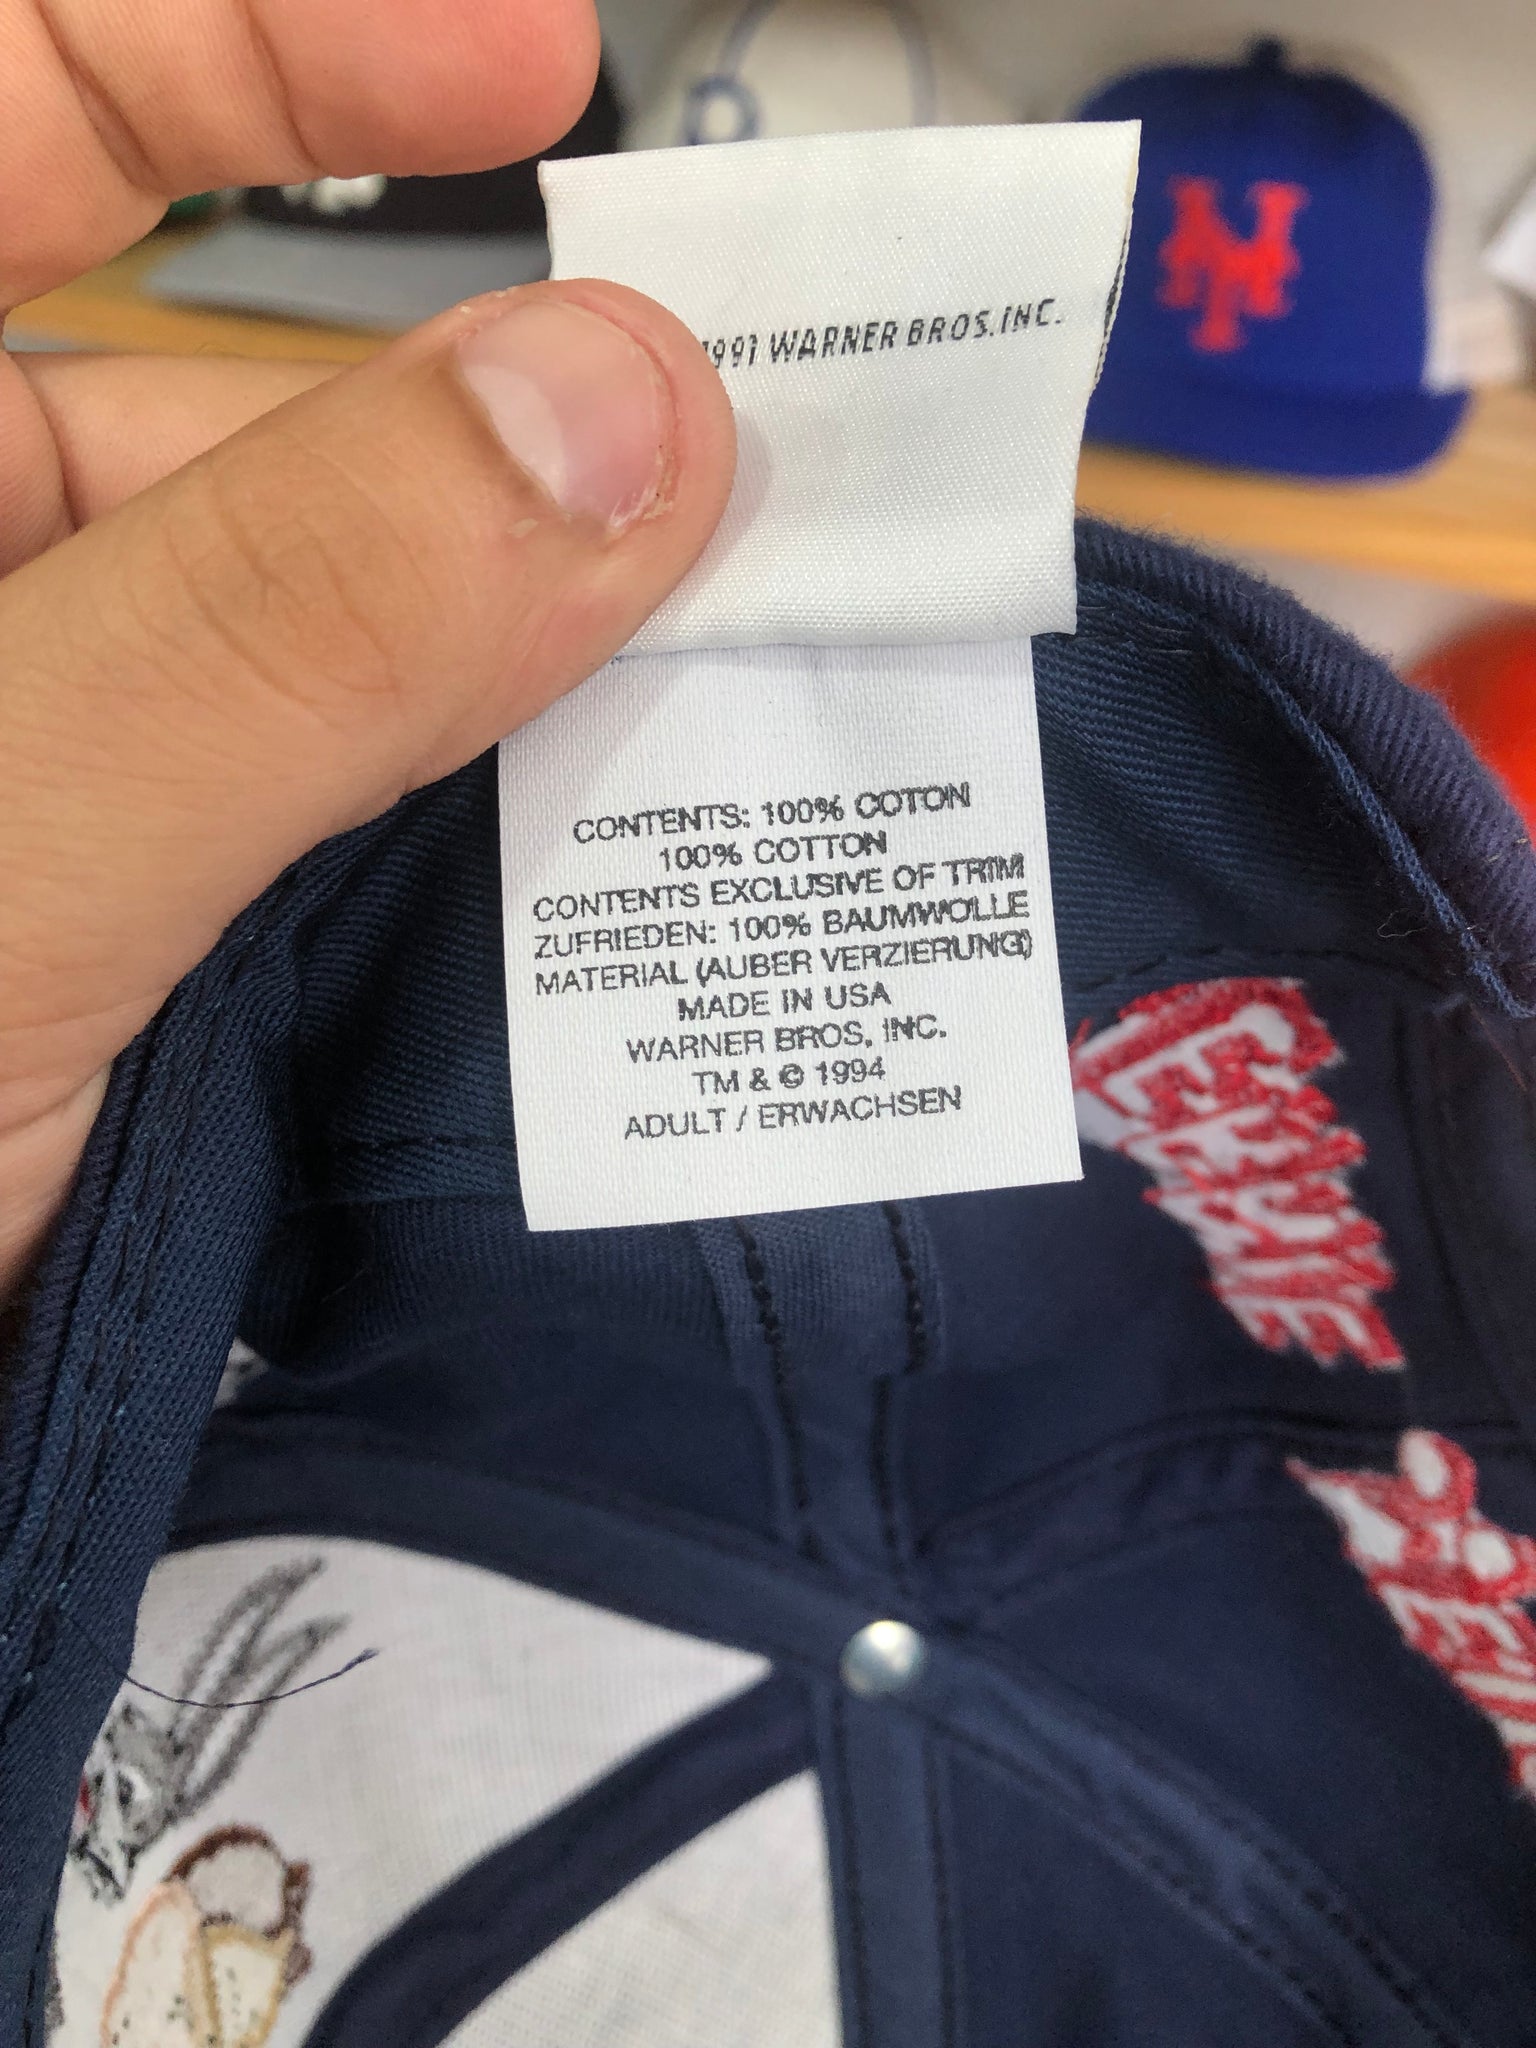 1991 WARNER BROS. INC.
CONTENTS: 100% COTON
100% COTTON
CONTENTS EXCLUSIVE OF TRIM
ZUFRIEDEN: 100% BAUMWOLLE
MATERIAL (AUBER VERZIERUNG)
MADE IN USA
WARNER BROS, INC.
TM & © 1994
ADULT / ERWACHSEN
NY